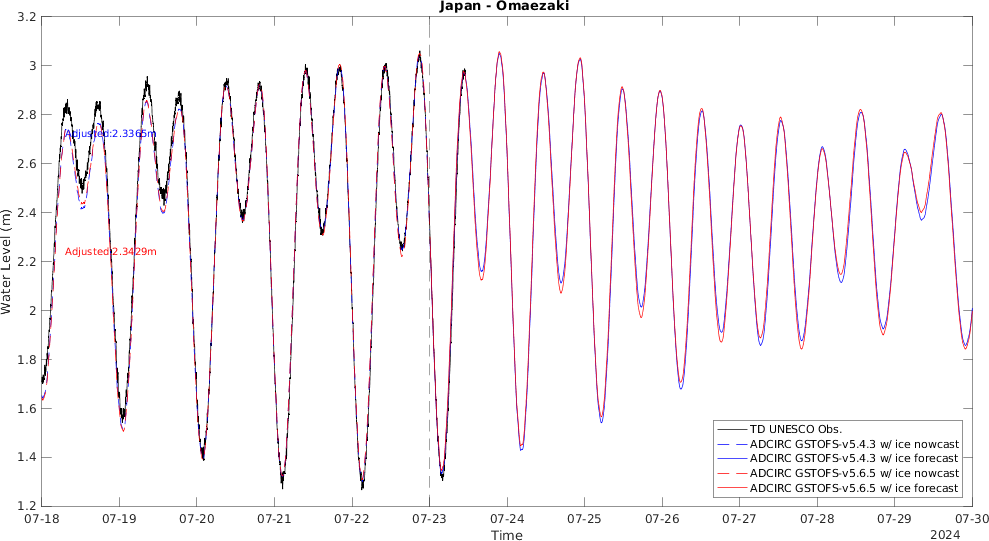 Japan - Omaezaki
Water Level (m)
3.2
3
2.8
2.6
2.4
2.2
2
1.8
1.6
1.4
1.2
Adjusted:2.3365m
Adjusted:2.3429m
TD UNESCO Obs.
ADCIRC GSTOFS-v5.4.3 w/ ice nowcast
ADCIRC GSTOFS-v5.4.3 w/ ice forecast
ADCIRC GSTOFS-v5.6.5 w/ ice nowcast
ADCIRC GSTOFS-v5.6.5 w/ ice forecast
07-18 07-19 07-20 07-21 07-22 07-23 07-24 07-25 07-26 07-27 07-28 07-29 07-30
Time
2024